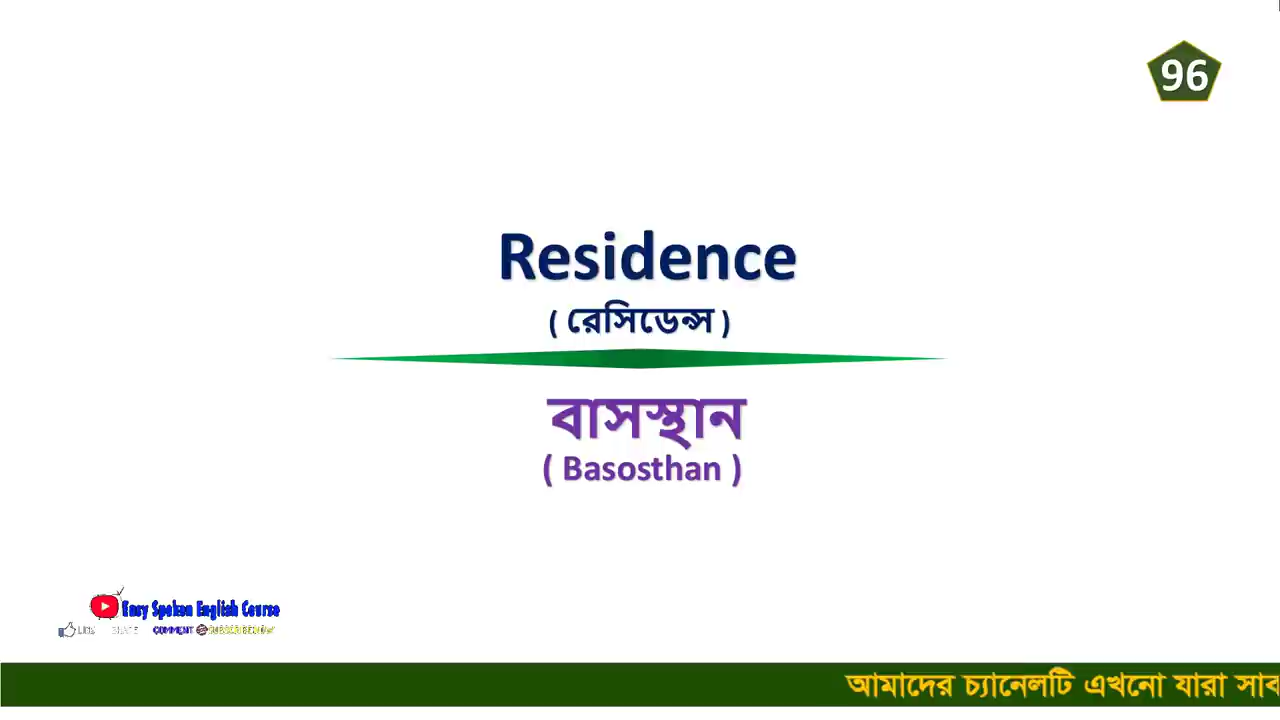 96
Residence
( রেসিডেন্স )
বাসস্থান
( Basosthan )
Easy Spoken English Course
COMMENT
আমাদের চ্যানেলটি এখনো যারা